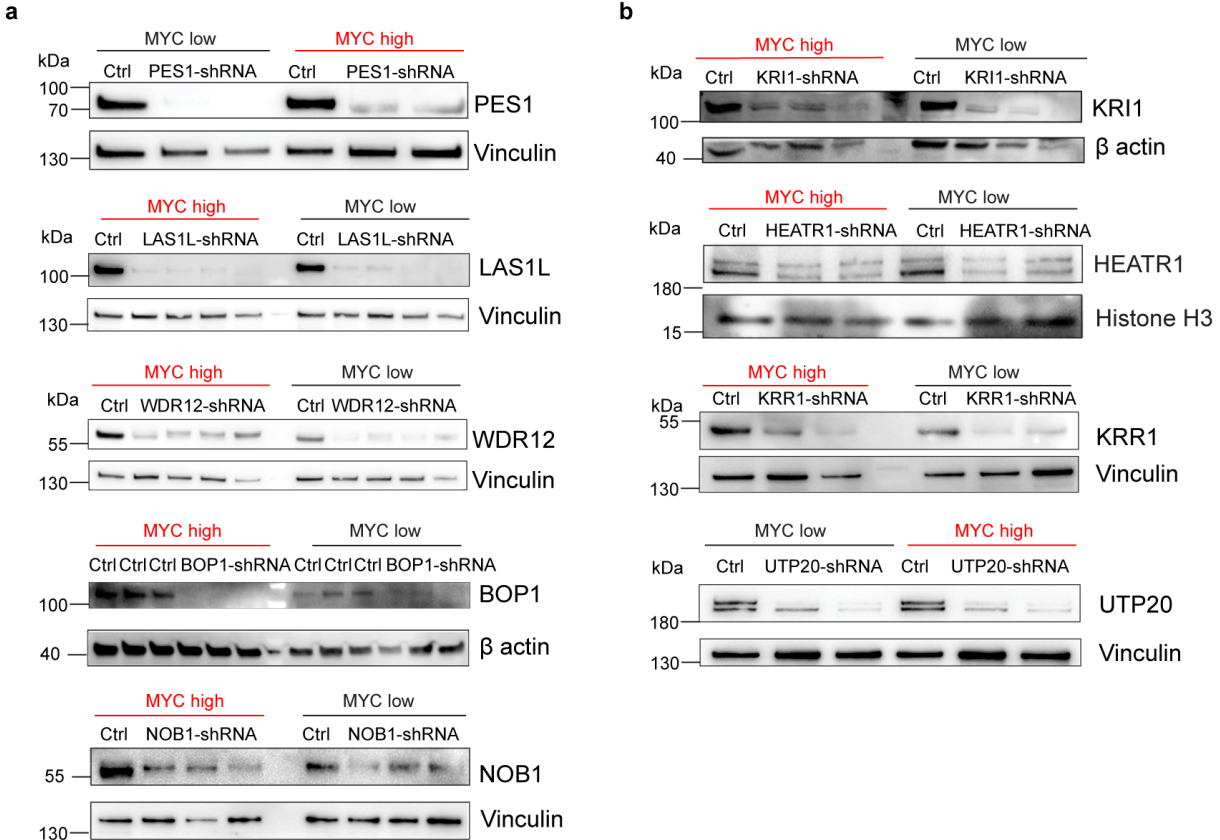 a
MYC low MYC high
kDa
Ctrl PES1-shRNA Ctrl PES1-shRNA
100
70
PES1
130
Vinculin
MYC high MYC low
kDa
Ctrl LAS1L-shRNA Ctrl LAS1L-shRNA
100
LAS1L
130
Vinculin
MYC high MYC low
kDa
Ctrl WDR12-shRNA Ctrl WDR12-shRNA
55
WDR12
130
Vinculin
MYC high MYC low
Ctrl Ctrl Ctrl BOP1-shRNA Ctrl Ctrl Ctrl BOP1-shRNA
100
BOP1
40
β actin
MYC high MYC low
Ctrl NOB1-shRNA Ctrl NOB1-shRNA
55
NOB1
130
Vinculin
b
MYC high MYC low
kDa
Ctrl KRI1-shRNA Ctrl KRI1-shRNA
100
KRI1
40
β actin
MYC high MYC low
kDa
Ctrl HEATR1-shRNA Ctrl HEATR1-shRNA
HEATR1
180
15
Histone H3
MYC high MYC low
kDa
Ctrl KRR1-shRNA Ctrl KRR1-shRNA
55
KRR1
130
Vinculin
MYC low MYC high
kDa
Ctrl UTP20-shRNA Ctrl UTP20-shRNA
UTP20
180
130
Vinculin